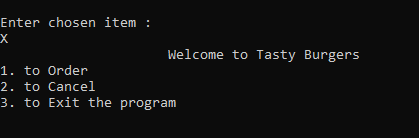 Enter chosen item :
X
Welcome to Tasty Burgers
1. to Order
2. to Cancel
3. to Exit the program